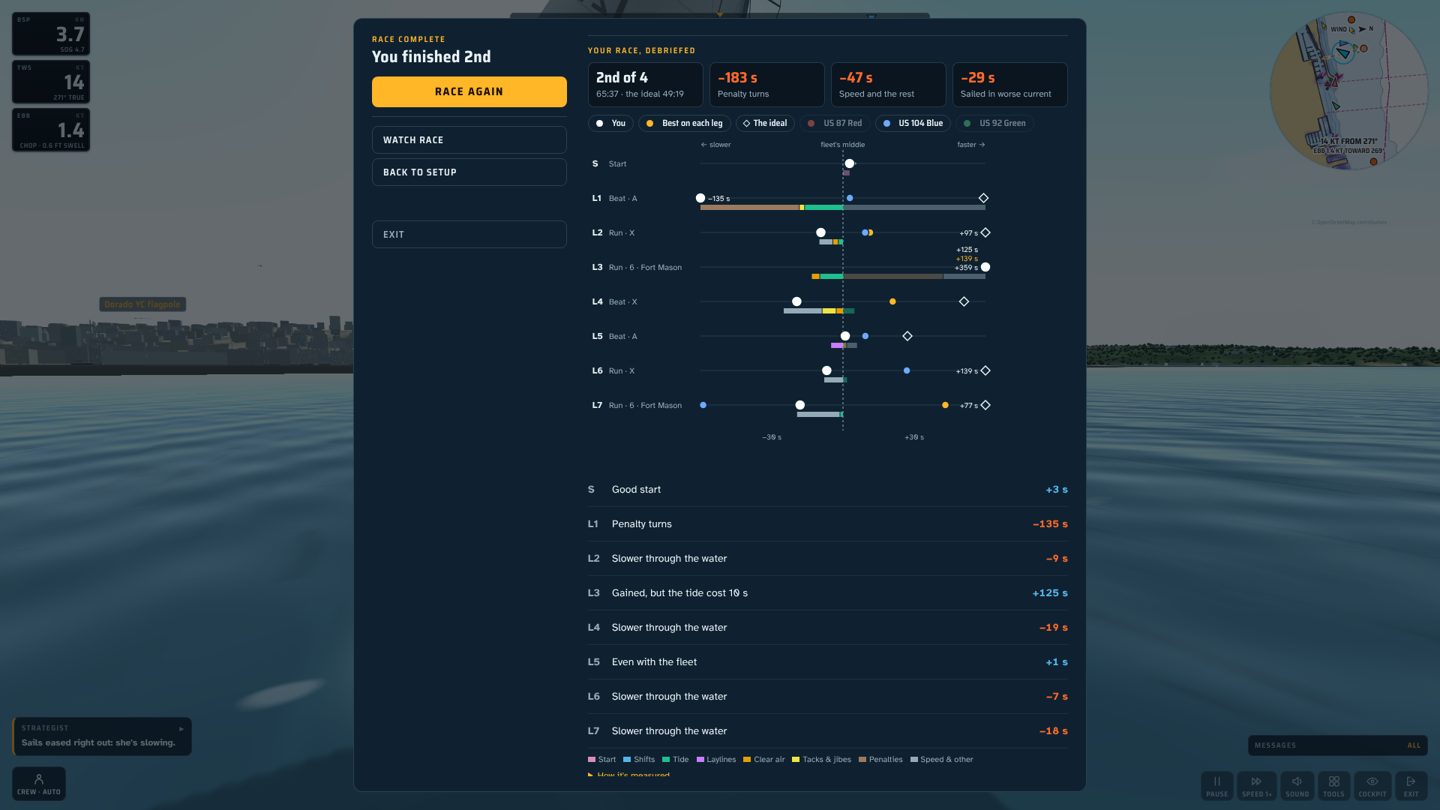 BSP KN
3.7
SOG 4.7
TWS KT
14
271° TRUE
EBB KT
1.4
CHOP · 0.6 FT SWELL
Dorado YC flagpole
STRATEGIST
Sails eased right out: she's slowing.
CREW · AUTO
RACE COMPLETE
You finished 2nd
RACE AGAIN
WATCH RACE
BACK TO SETUP
EXIT
YOUR RACE, DEBRIEFED
2nd of 4
65:37 · the ideal 49:19
−183 s
Penalty turns
−47 s
Speed and the rest
−29 s
Sailed in worse current
You
Best on each leg
The ideal
US 87 Red
US 104 Blue
US 92 Green
← slower
fleet's middle
faster →
S Start
L1 Beat · A
−135 s
L2 Run · X
+97 s
+125 s
+139 s
L3 Run · 6 · Fort Mason
+359 s
L4 Beat · X
L5 Beat · A
L6 Run · X
+139 s
L7 Run · 6 · Fort Mason
+77 s
−30 s
+30 s
S Good start +3 s
L1 Penalty turns −135 s
L2 Slower through the water −9 s
L3 Gained, but the tide cost 10 s +125 s
L4 Slower through the water −19 s
L5 Even with the fleet +1 s
L6 Slower through the water −7 s
L7 Slower through the water −18 s
Start Shifts Tide Laylines Clear air Tacks & jibes Penalties Speed & other
How it's measured
WIND N
14 KT FROM 271°
EBB 1.4 KT TOWARD 269°
©OpenStreetMap contributors
MESSAGES ALL
PAUSE
SPEED 1×
SOUND
TOOLS
COCKPIT
EXIT